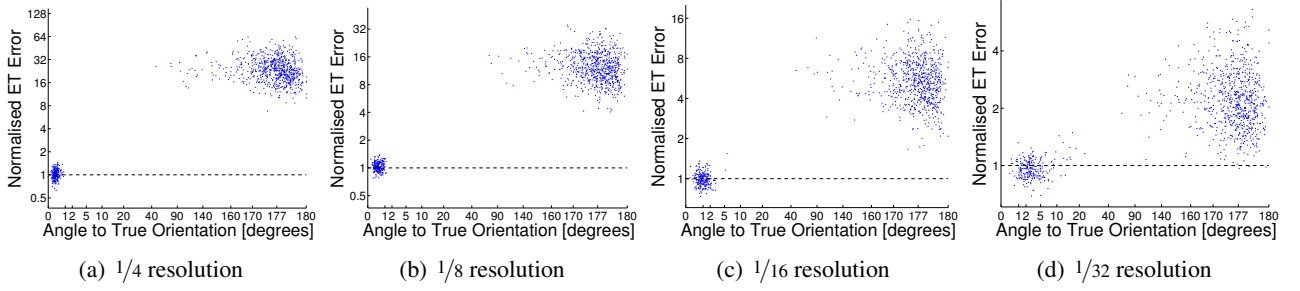 Normalised ET Error
128
64
32
16
8
4
2
1
0.5
0 1 2 5 10 20 40 90 140 160 170 177 180
Angle to True Orientation [degrees]
(a) 1/4 resolution
Normalised ET Error
32
16
8
4
2
1
0.5
0 1 2 5 10 20 40 90 140 160 170 177 180
Angle to True Orientation [degrees]
(b) 1/8 resolution
Normalised ET Error
16
8
4
2
1
0 1 2 5 10 20 40 90 140 160 170 177 180
Angle to True Orientation [degrees]
(c) 1/16 resolution
Normalised ET Error
4
2
1
0 1 2 5 10 20 40 90 140 160 170 177 180
Angle to True Orientation [degrees]
(d) 1/32 resolution